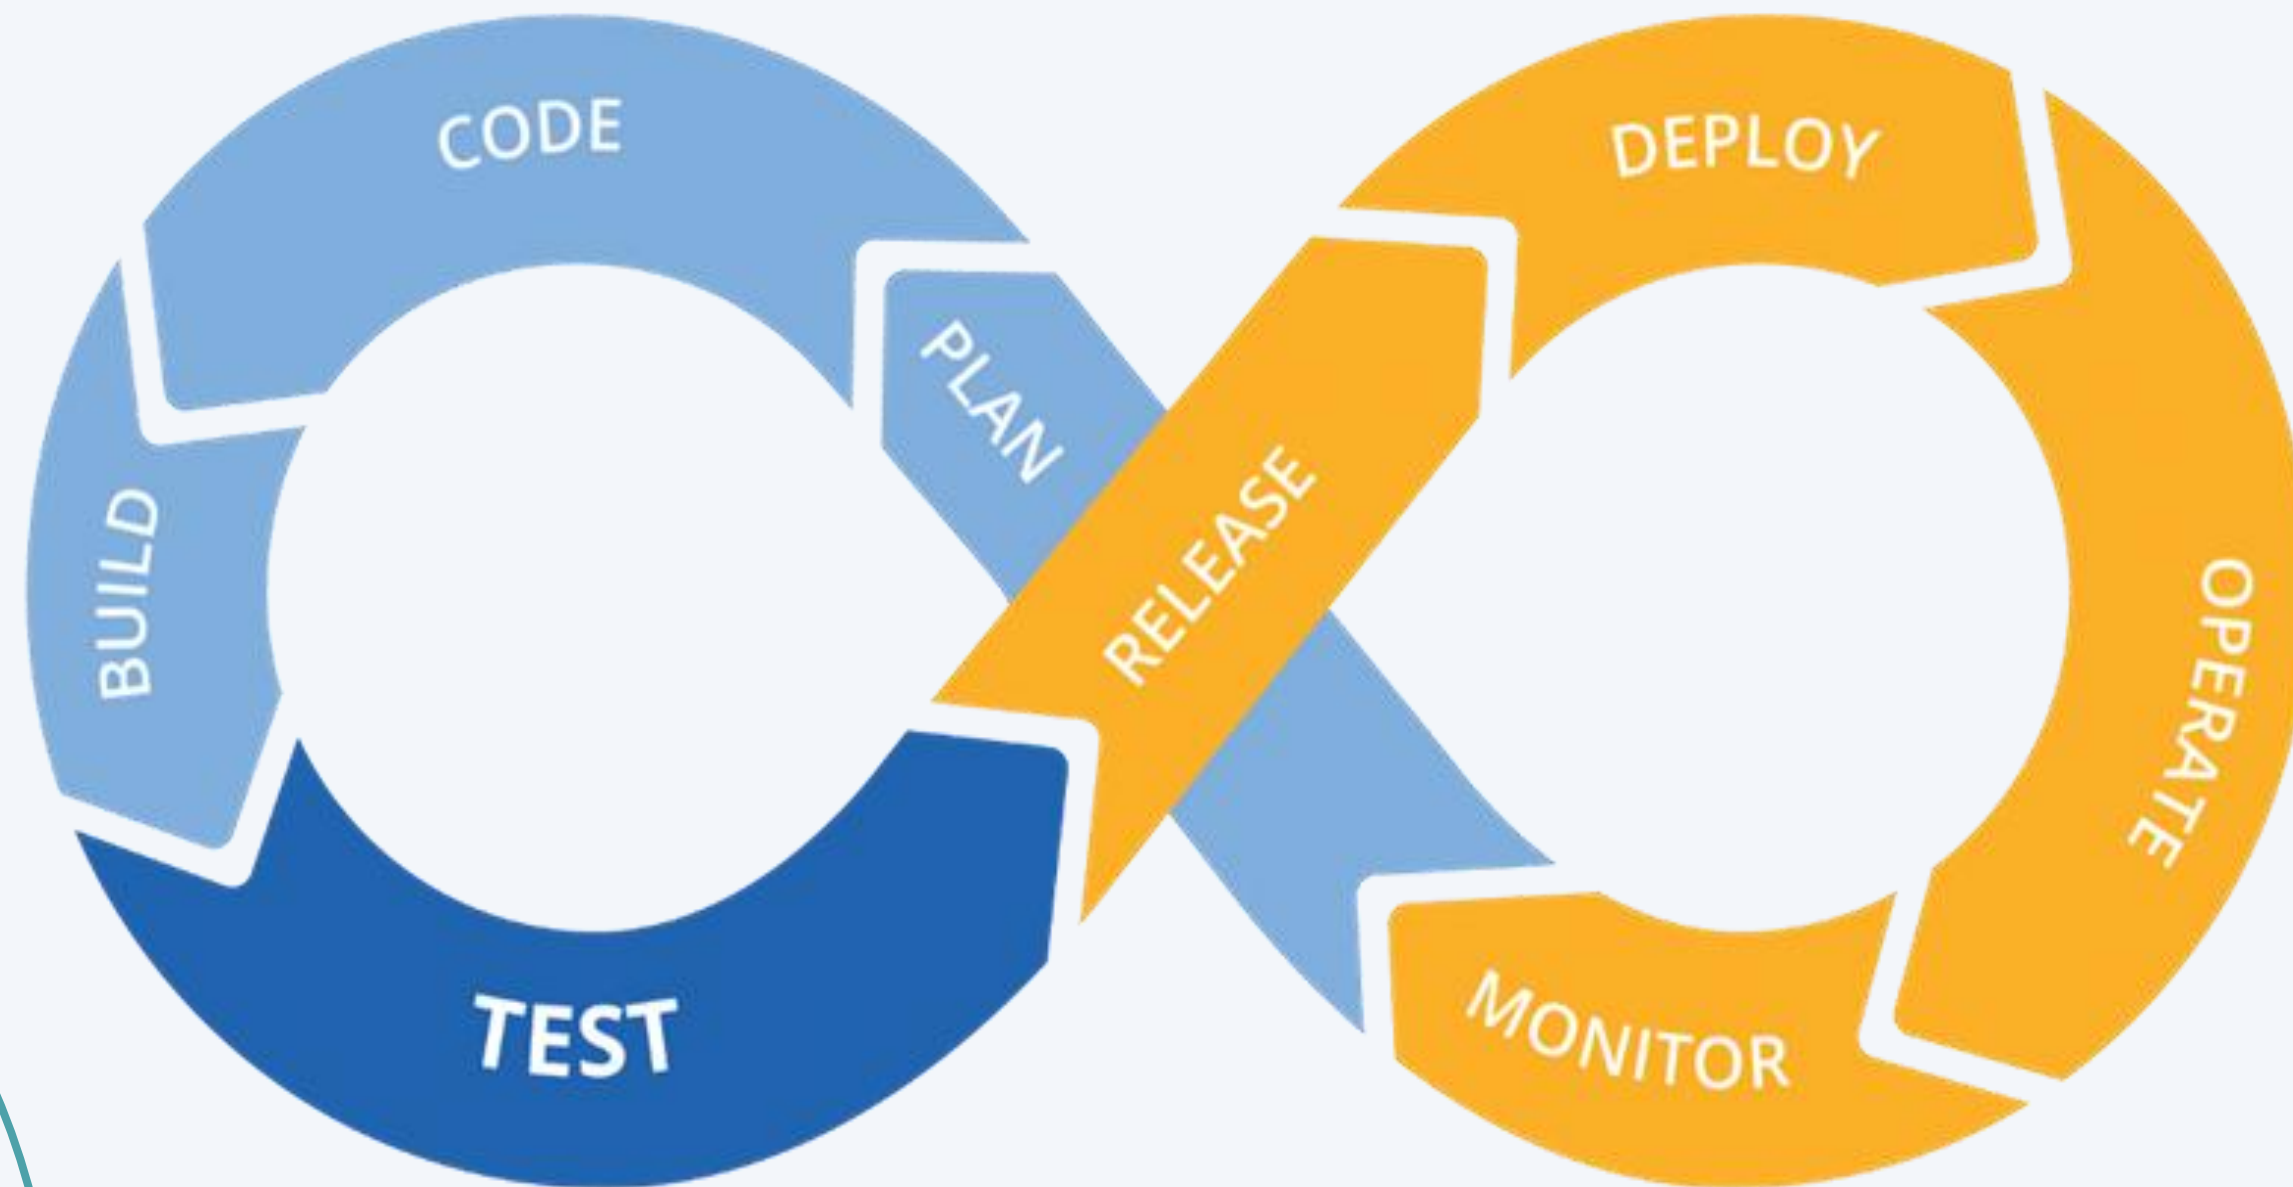 CODE
DEPLOY
PLAN
RELEASE
BUILD
OPERATE
TEST
MONITOR